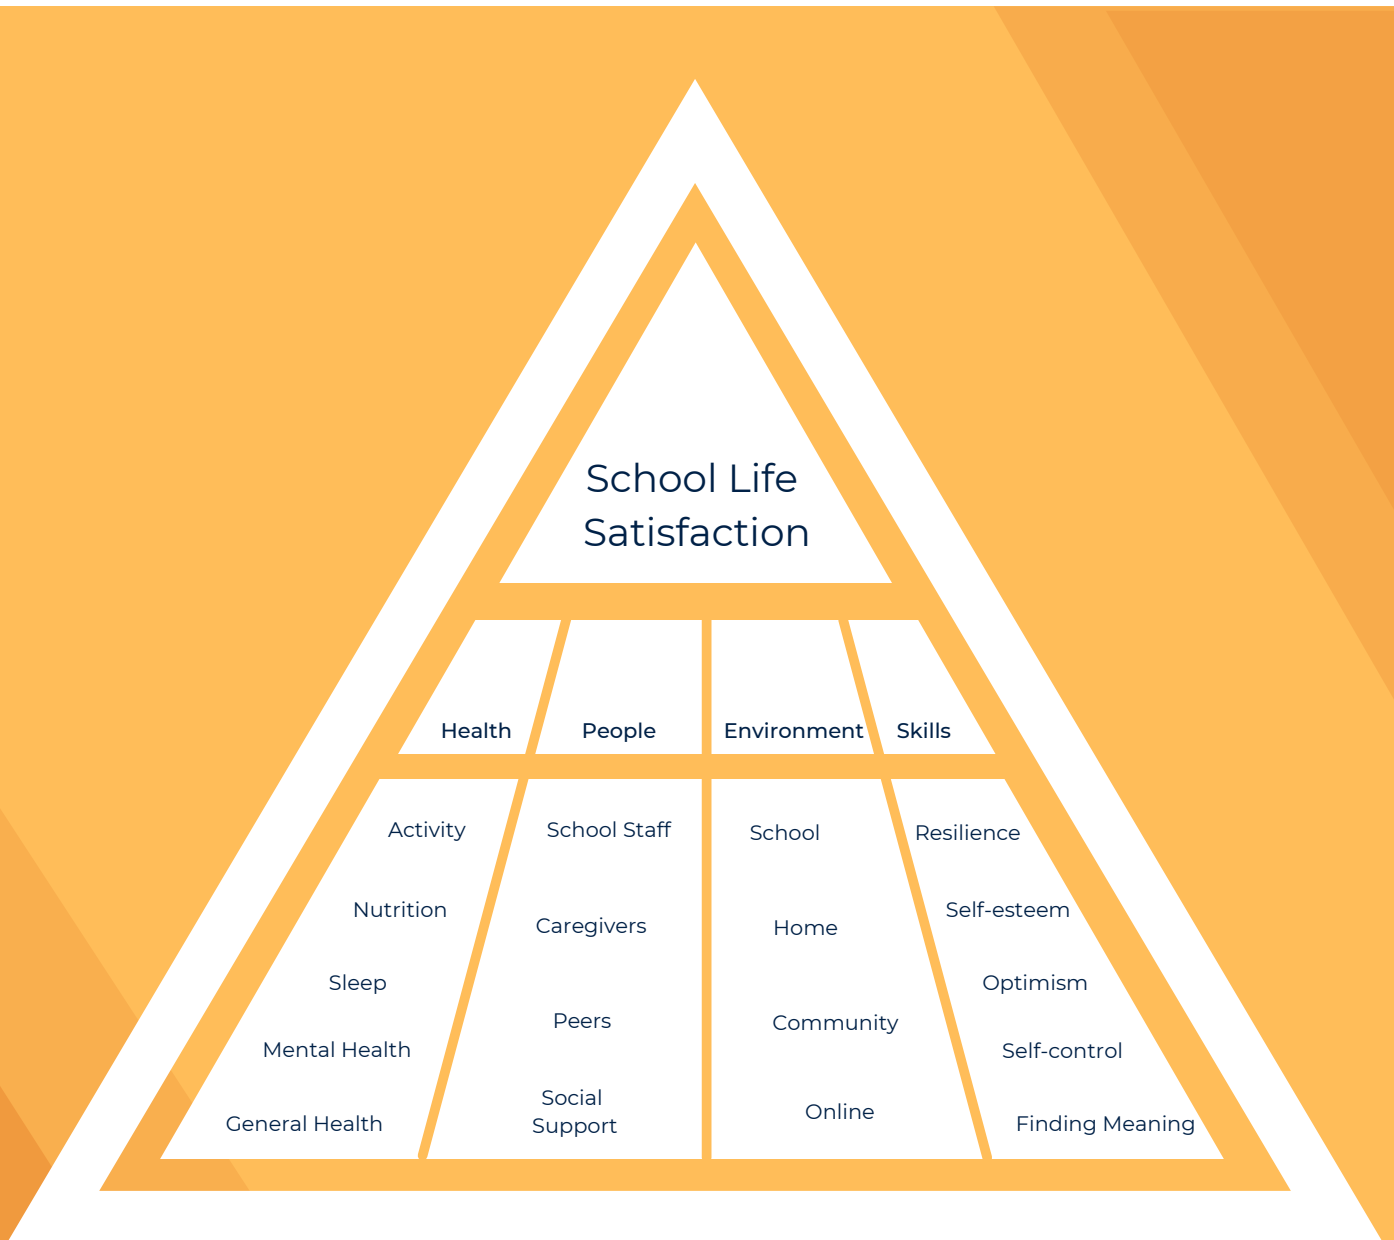 School Life
Satisfaction
Health
People
Environment
Skills
Activity
Nutrition
Sleep
Mental Health
General Health
School Staff
Caregivers
Peers
Social
Support
School
Home
Community
Online
Resilience
Self-esteem
Optimism
Self-control
Finding Meaning